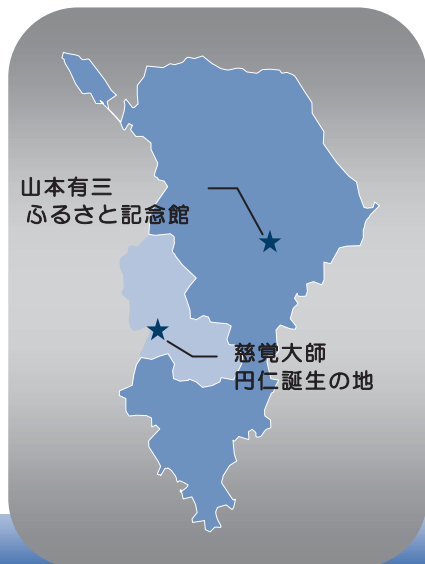 山本有三
ふるさと記念館
慈覚大師
円仁誕生の地